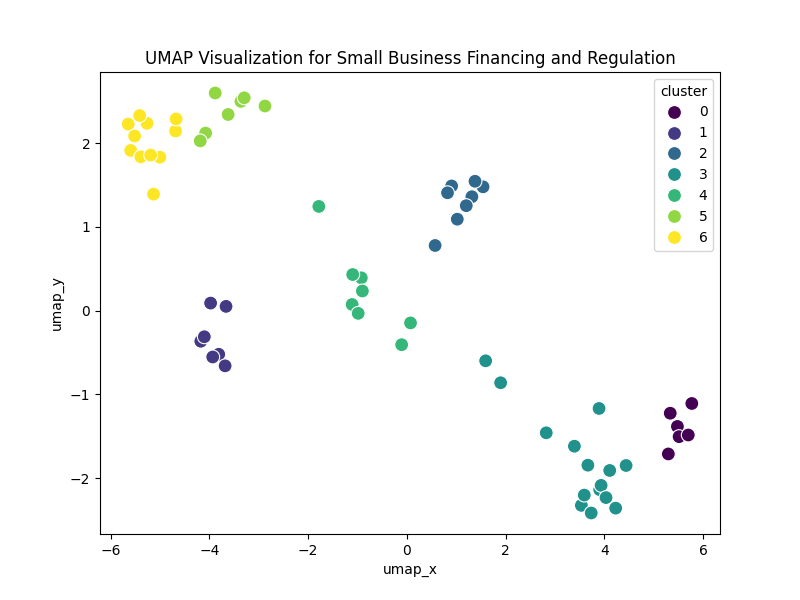 UMAP Visualization for Small Business Financing and Regulation
cluster
0
1
2
3
4
5
6
2
1
0
−1
−2
umap_y
−6 −4 −2 0 2 4 6
umap_x